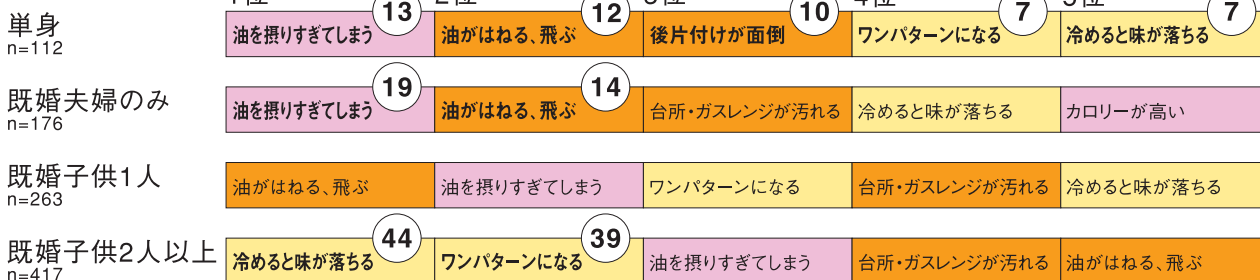 単身
n=112
油を摂りすぎてしまう 13 油がはねる、飛ぶ 12 後片付けが面倒 10 ワンパターンになる 7 冷めると味が落ちる 7
既婚夫婦のみ
n=176
油を摂りすぎてしまう 19 油がはねる、飛ぶ 14 台所・ガスレンジが汚れる 冷めると味が落ちる カロリーが高い
既婚子供1人
n=263
油がはねる、飛ぶ 油を摂りすぎてしまう ワンパターンになる 台所・ガスレンジが汚れる 冷めると味が落ちる
既婚子供2人以上
n=417
冷めると味が落ちる 44 ワンパターンになる 39 油を摂りすぎてしまう 台所・ガスレンジが汚れる 油がはねる、飛ぶ